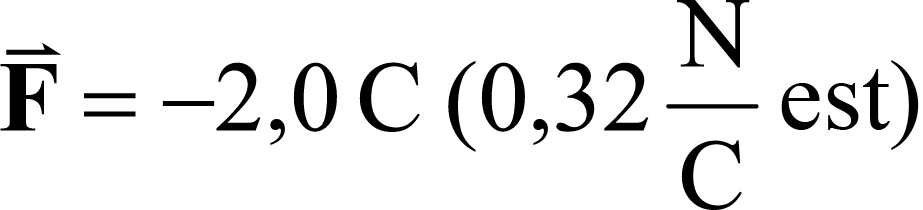 F⃗ = −2,0 C (0,32 N/C est)